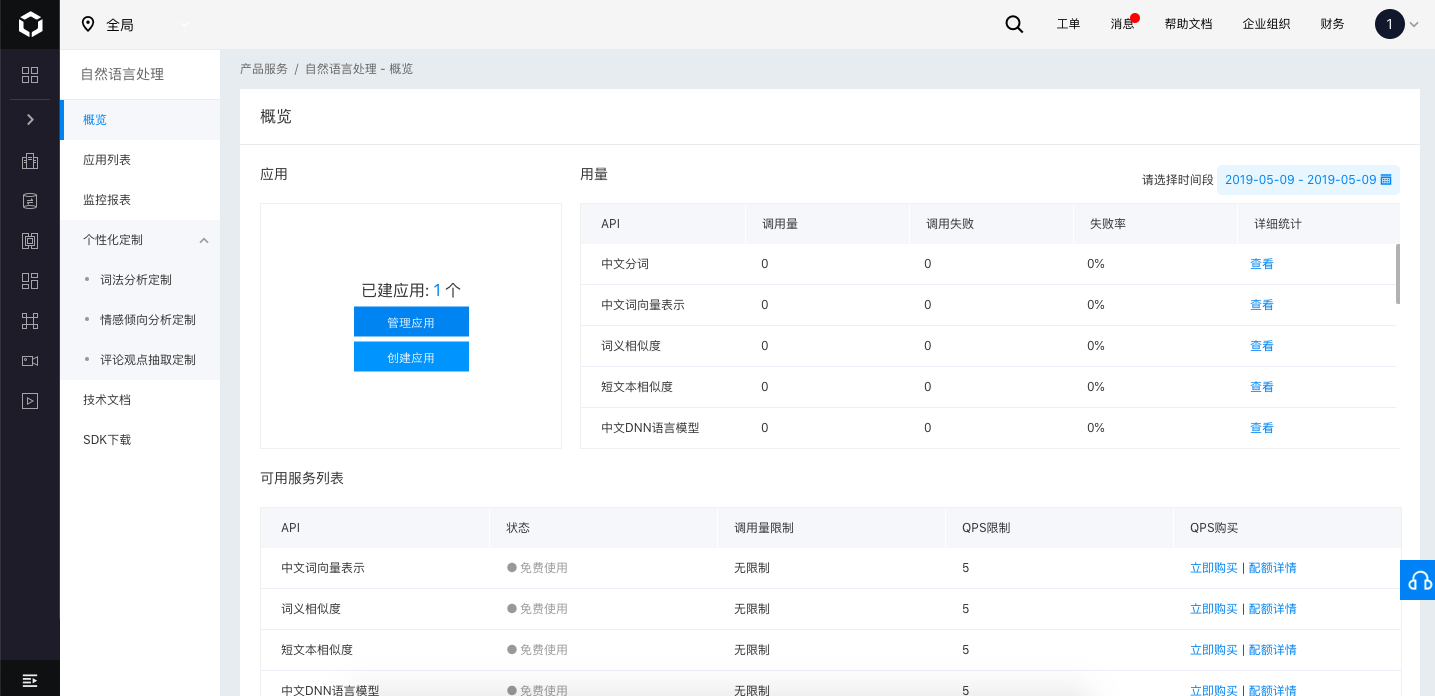 全局
工单 消息 帮助文档 企业组织 财务 1
自然语言处理
概览
应用列表
监控报表
个性化定制
词法分析定制
情感倾向分析定制
评论观点抽取定制
技术文档
SDK下载
产品服务 / 自然语言处理 - 概览
概览
应用
已建应用: 1 个
管理应用
创建应用
用量
请选择时间段 2019-05-09 - 2019-05-09
API 调用量 调用失败 失败率 详细统计
中文分词 0 0 0% 查看
中文词向量表示 0 0 0% 查看
词义相似度 0 0 0% 查看
短文本相似度 0 0 0% 查看
中文DNN语言模型 0 0 0% 查看
可用服务列表
API 状态 调用量限制 QPS限制 QPS购买
中文词向量表示 免费使用 无限制 5 立即购买 | 配额详情
词义相似度 免费使用 无限制 5 立即购买 | 配额详情
短文本相似度 免费使用 无限制 5 立即购买 | 配额详情
中文DNN语言模型 免费使用 无限制 5 立即购买 | 配额详情